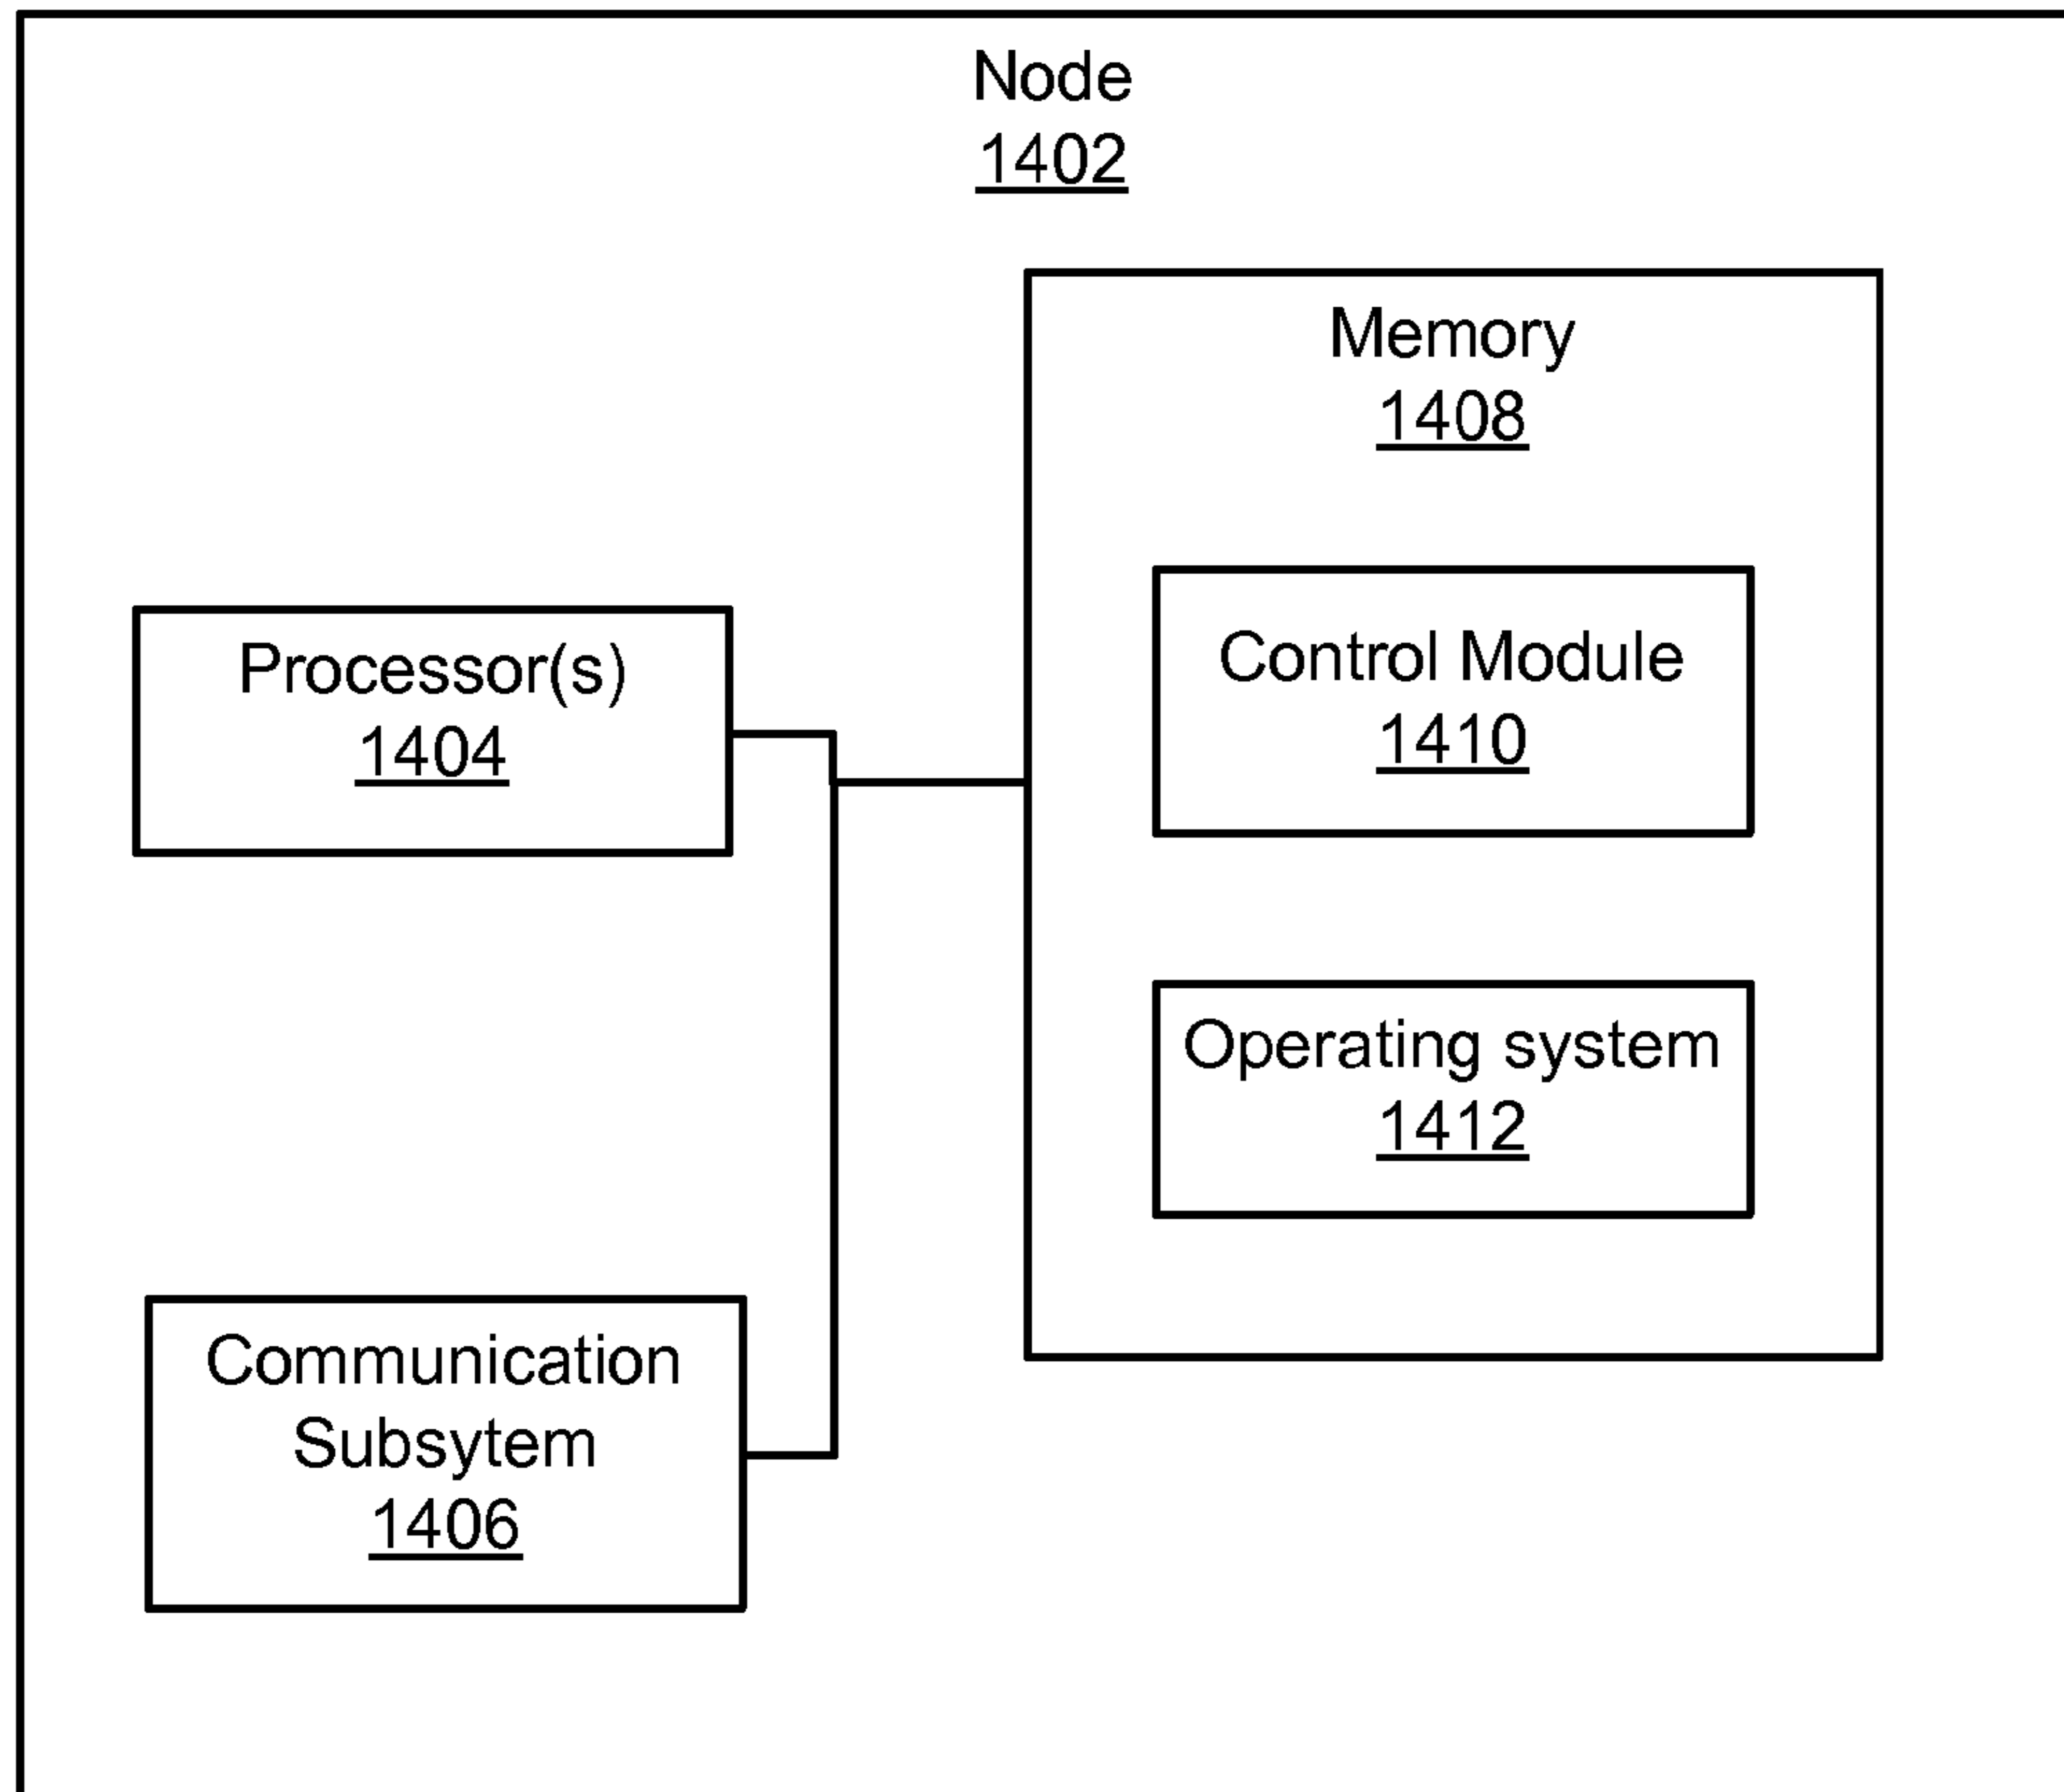 Node
1402
Memory
1408
Processor(s)
1404
Control Module
1410
Operating system
1412
Communication
Subsytem
1406